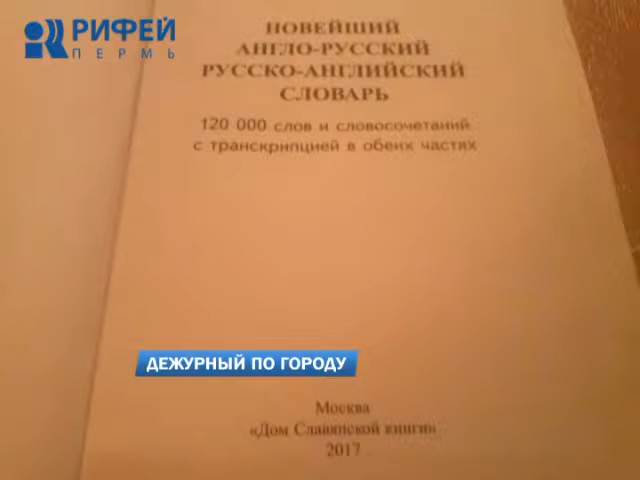 РИФЕЙ
ПЕРМЬ
НОВЕЙШИЙ
АНГЛО-РУССКИЙ
РУССКО-АНГЛИЙСКИЙ
СЛОВАРЬ
120 000 слов и словосочетаний
с транскрипцией в обеих частях
ДЕЖУРНЫЙ ПО ГОРОДУ
Москва
«Дом Славянской книги»
2017